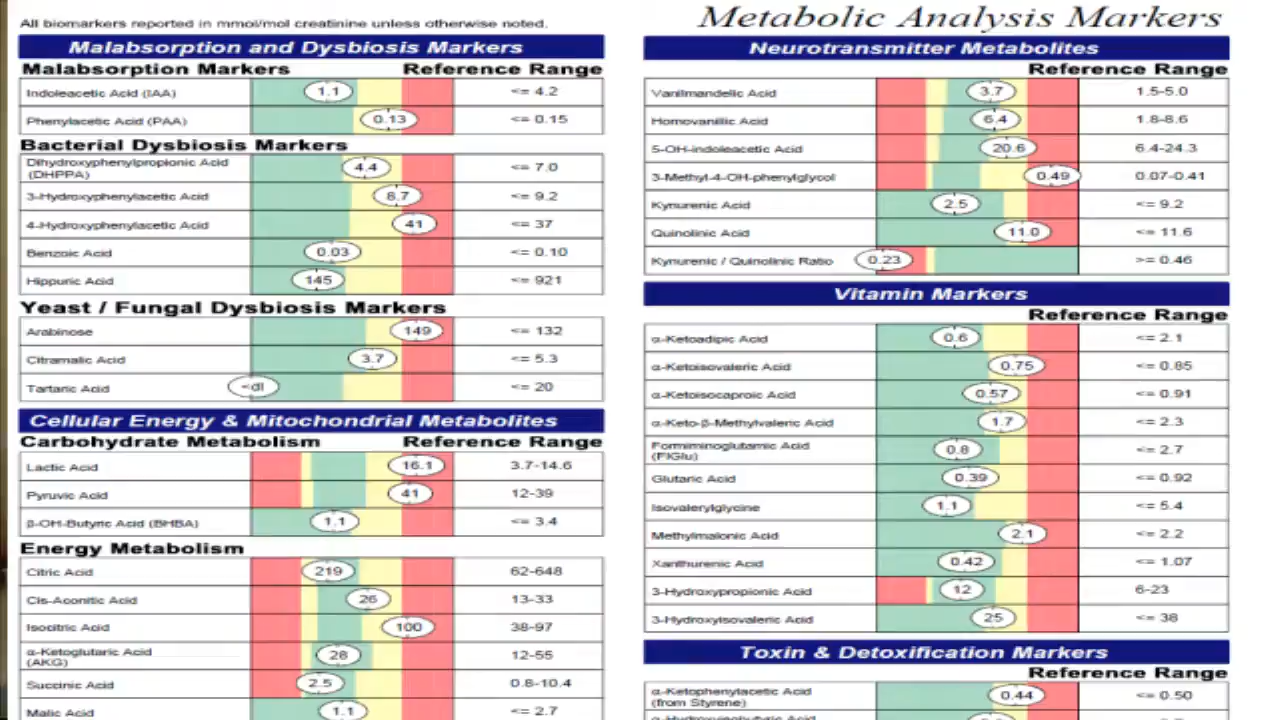 All biomarkers reported in mmol/mol creatinine unless otherwise noted.
Malabsorption and Dysbiosis Markers
Malabsorption Markers Reference Range
Indoleacetic Acid (IAA) 1.1 <= 4.2
Phenylacetic Acid (PAA) 0.13 <= 0.15
Bacterial Dysbiosis Markers
Dihydroxyphenylpropionic Acid
(DHPPA) 4.4 <= 7.0
3-Hydroxyphenylacetic Acid 8.7 <= 9.2
4-Hydroxyphenylacetic Acid 41 <= 37
Benzoic Acid 0.03 <= 0.10
Hippuric Acid 145 <= 921
Yeast / Fungal Dysbiosis Markers
Arabinose 149 <= 132
Citramalic Acid 3.7 <= 5.3
Tartaric Acid <dl <= 20
Cellular Energy & Mitochondrial Metabolites
Carbohydrate Metabolism Reference Range
Lactic Acid 16.1 3.7-14.6
Pyruvic Acid 41 12-39
β-OH-Butyric Acid (BHBA) 1.1 <= 3.4
Energy Metabolism
Citric Acid 219 62-648
Cis-Aconitic Acid 26 13-33
Isocitric Acid 100 38-97
α-Ketoglutaric Acid
(AKG) 28 12-55
Succinic Acid 2.5 0.8-10.4
Malic Acid 1.1 <= 2.7
Metabolic Analysis Markers
Neurotransmitter Metabolites
Reference Range
Vanilmandelic Acid 3.7 1.5-5.0
Homovanillic Acid 6.4 1.8-8.6
5-OH-indoleacetic Acid 20.6 6.4-24.3
3-Methyl-4-OH-phenylglycol 0.49 0.07-0.41
Kynurenic Acid 2.5 <= 9.2
Quinolinic Acid 11.0 <= 11.6
Kynurenic / Quinolinic Ratio 0.23 >= 0.46
Vitamin Markers
Reference Range
α-Ketoadipic Acid 0.6 <= 2.1
α-Ketoisovaleric Acid 0.75 <= 0.85
α-Ketoisocaproic Acid 0.57 <= 0.91
α-Keto-β-Methylvaleric Acid 1.7 <= 2.3
Formiminoglutamic Acid
(FIGlu) 0.8 <= 2.7
Glutaric Acid 0.39 <= 0.92
Isovalerylglycine 1.1 <= 5.4
Methylmalonic Acid 2.1 <= 2.2
Xanthurenic Acid 0.42 <= 1.07
3-Hydroxypropionic Acid 12 6-23
3-Hydroxyisovaleric Acid 25 <= 38
Toxin & Detoxification Markers
Reference Range
α-Ketophenylacetic Acid
(from Styrene) 0.44 <= 0.50